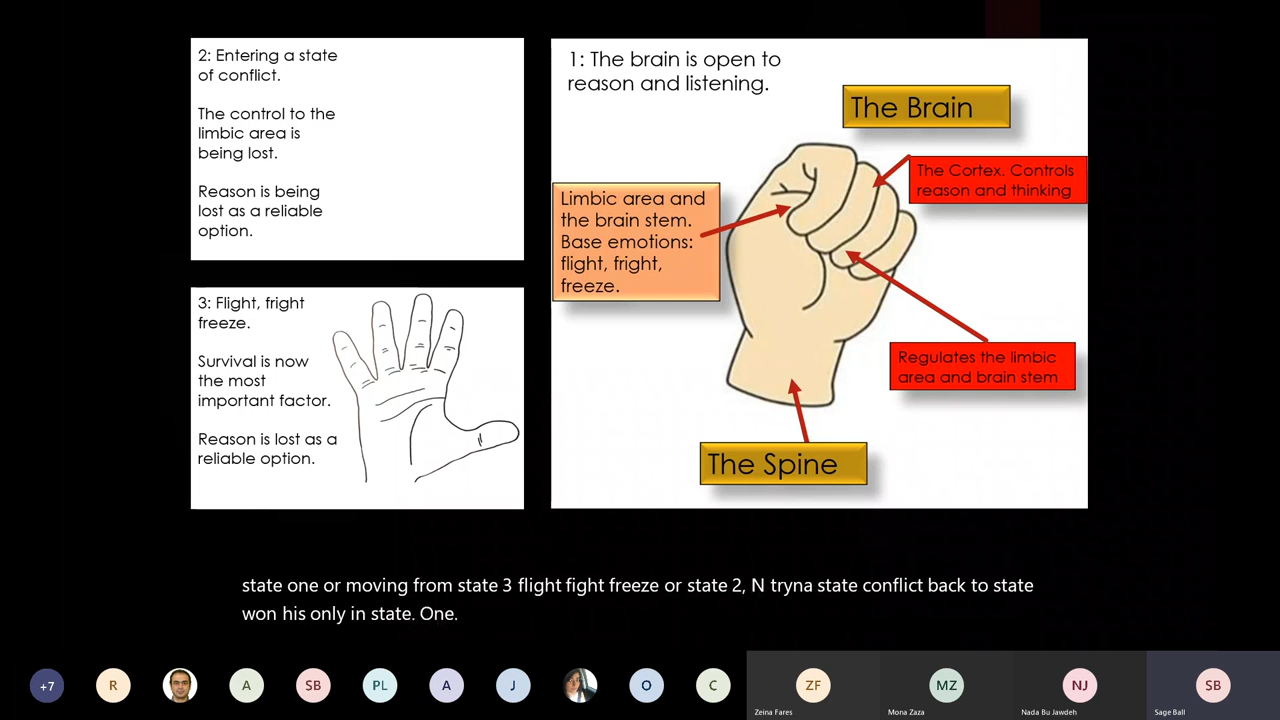 2: Entering a state
of conflict.
The control to the
limbic area is
being lost.
Reason is being
lost as a reliable
option.
3: Flight, fright
freeze.
Survival is now
the most
important factor.
Reason is lost as a
reliable option.
1: The brain is open to
reason and listening.
The Brain
The Cortex. Controls
reason and thinking
Limbic area and
the brain stem.
Base emotions:
flight, fright,
freeze.
Regulates the limbic
area and brain stem
The Spine
state one or moving from state 3 flight fight freeze or state 2, N tryna state conflict back to state
won his only in state. One.
+7
R
A
SB
PL
A
J
O
C
ZF
Zeina Fares
MZ
Mona Zaza
NJ
Nada Bu Jawdeh
SB
Sage Ball